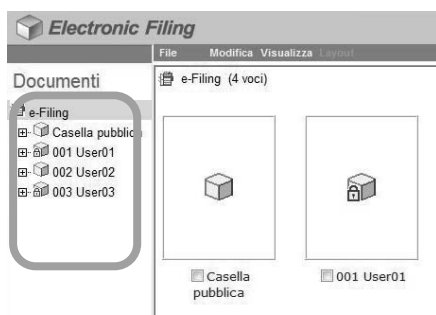 Electronic Filing
File Modifica Visualizza Layout
Documenti
e-Filing
Casella pubblica
001 User01
002 User02
003 User03
e-Filing (4 voci)
Casella
pubblica
001 User01